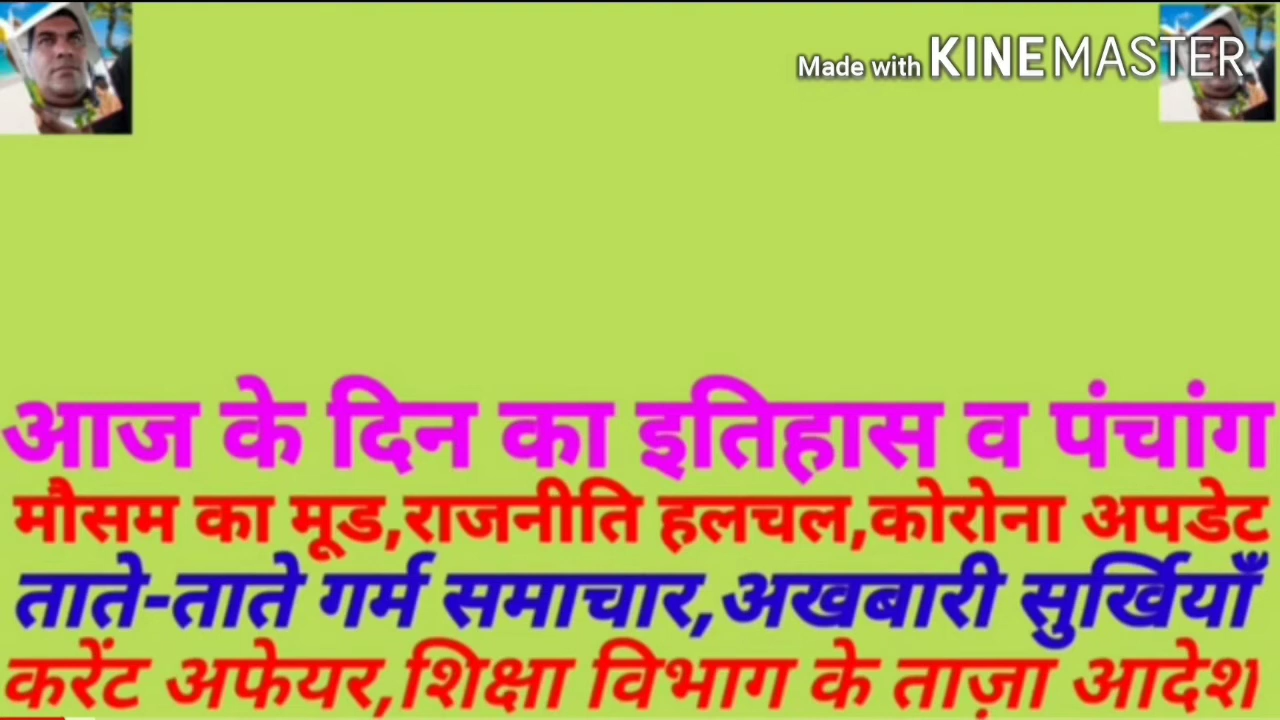 Made with KINEMASTER
आज के दिन का इतिहास व पंचांग
मौसम का मूड,राजनीति हलचल,कोरोना अपडेट
ताते-ताते गर्म समाचार,अखबारी सुर्खियाँ
करेंट अफेयर,शिक्षा विभाग के ताज़ा आदेश